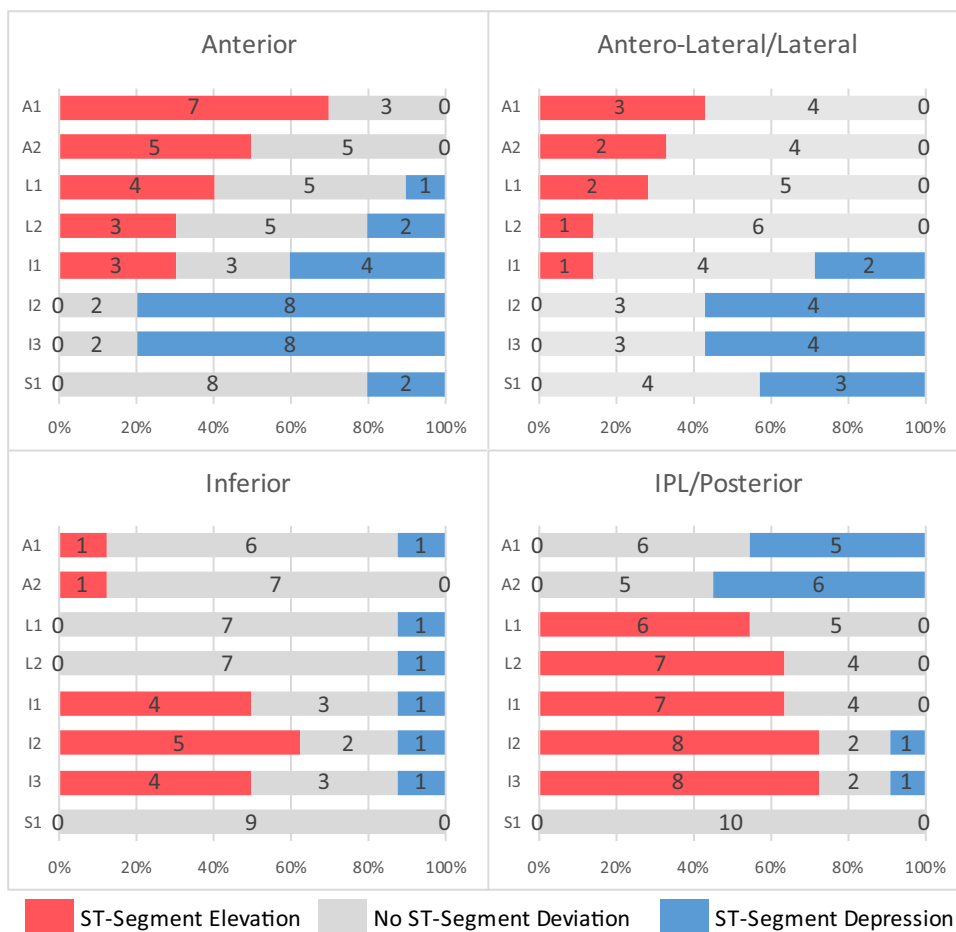 Anterior
A1 7 3 0
A2 5 5 0
L1 4 5 1
L2 3 5 2
I1 3 3 4
I2 0 2 8
I3 0 2 8
S1 0 8 2
0% 20% 40% 60% 80% 100%
Antero-Lateral/Lateral
A1 3 4 0
A2 2 4 0
L1 2 5 0
L2 1 6 0
I1 1 4 2
I2 0 3 4
I3 0 3 4
S1 0 4 3
0% 20% 40% 60% 80% 100%
Inferior
A1 1 6 1
A2 1 7 0
L1 0 7 1
L2 0 7 1
I1 4 3 1
I2 5 2 1
I3 4 3 1
S1 0 9 0
0% 20% 40% 60% 80% 100%
IPL/Posterior
A1 0 6 5
A2 0 5 6
L1 6 5 0
L2 7 4 0
I1 7 4 0
I2 8 2 1
I3 8 2 1
S1 0 10 0
0% 20% 40% 60% 80% 100%
ST-Segment Elevation No ST-Segment Deviation ST-Segment Depression